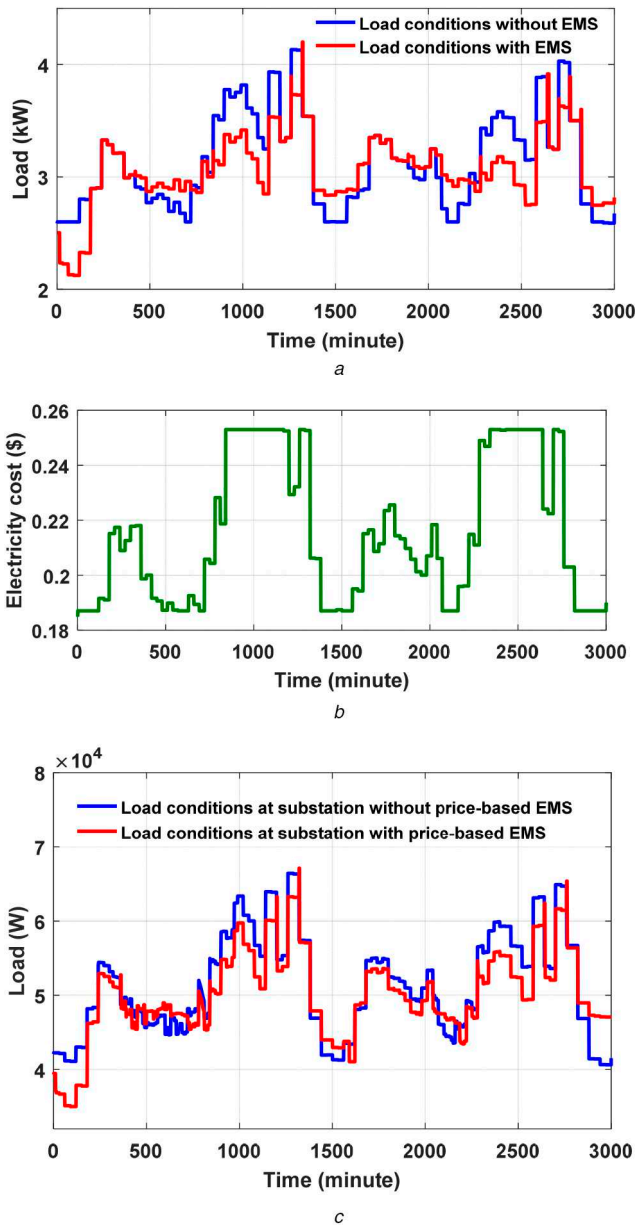 Load conditions without EMS
Load conditions with EMS
4
3
2
Load (kW)
0 500 1000 1500 2000 2500 3000
Time (minute)
a
0.26
0.24
0.22
0.2
0.18
Electricity cost ($)
0 500 1000 1500 2000 2500 3000
Time (minute)
b
×10^4
8
7
6
5
4
Load (W)
Load conditions at substation without price-based EMS
Load conditions at substation with price-based EMS
0 500 1000 1500 2000 2500 3000
Time (minute)
c